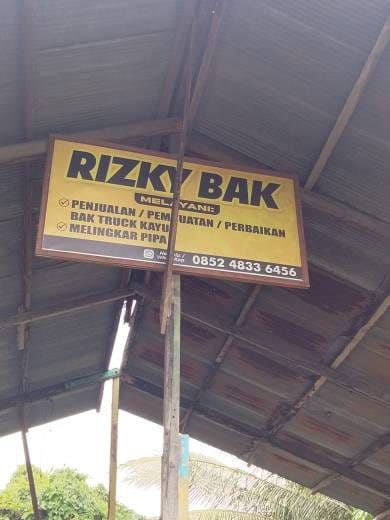 RIZKY BAK
MELAYANI:
PENJUALAN / PEMBUATAN / PERBAIKAN
BAK TRUCK KAYU
MELINGKAR PIPA
0852 4833 6456